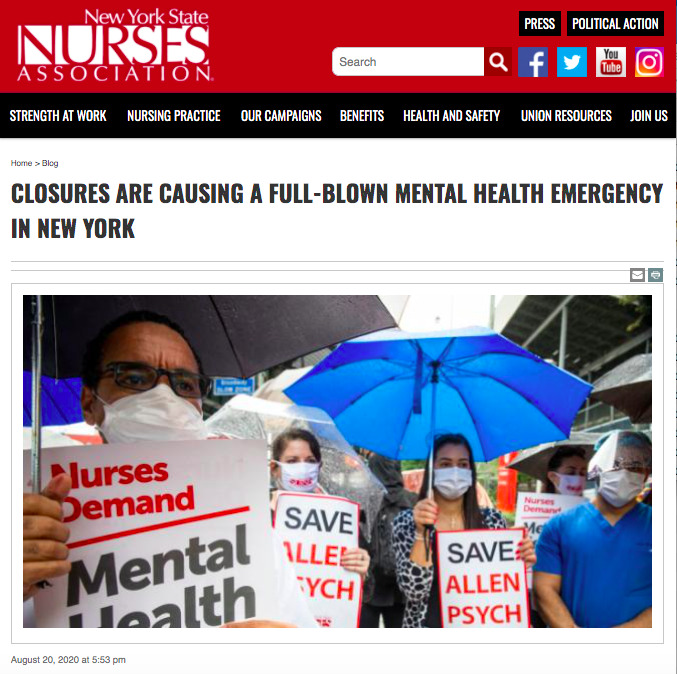 New York State
NURSES
ASSOCIATION
PRESS
POLITICAL ACTION
Search
You
Tube
STRENGTH AT WORK
NURSING PRACTICE
OUR CAMPAIGNS
BENEFITS
HEALTH AND SAFETY
UNION RESOURCES
JOIN US
Home > Blog
CLOSURES ARE CAUSING A FULL-BLOWN MENTAL HEALTH EMERGENCY
IN NEW YORK
Broadway
Nurses
Demand
Mental
Health
SAVE
ALLEN
PSYCH
SAVE
ALLEN
PSYCH
Nurses
Demand
August 20, 2020 at 5:53 pm